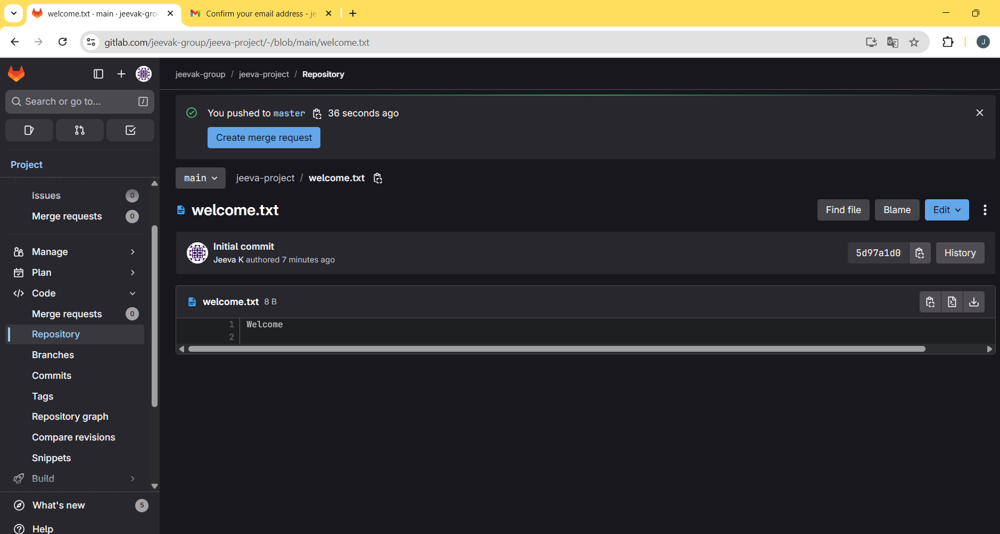 welcome.txt · main · jeevak-gro
Confirm your email address - je
gitlab.com/jeevak-group/jeeva-project/-/blob/main/welcome.txt
J
jeevak-group / jeeva-project / Repository
Search or go to... /
You pushed to master 36 seconds ago
Create merge request
Project
main jeeva-project / welcome.txt
Issues 0
Merge requests 0
welcome.txt
Find file Blame Edit
Initial commit
Jeeva K authored 7 minutes ago
5d97a1d0 History
Manage
Plan
Code
Merge requests 0
Repository
Branches
Commits
Tags
Repository graph
Compare revisions
Snippets
Build
What's new 5
Help
welcome.txt 8 B
1 Welcome
2